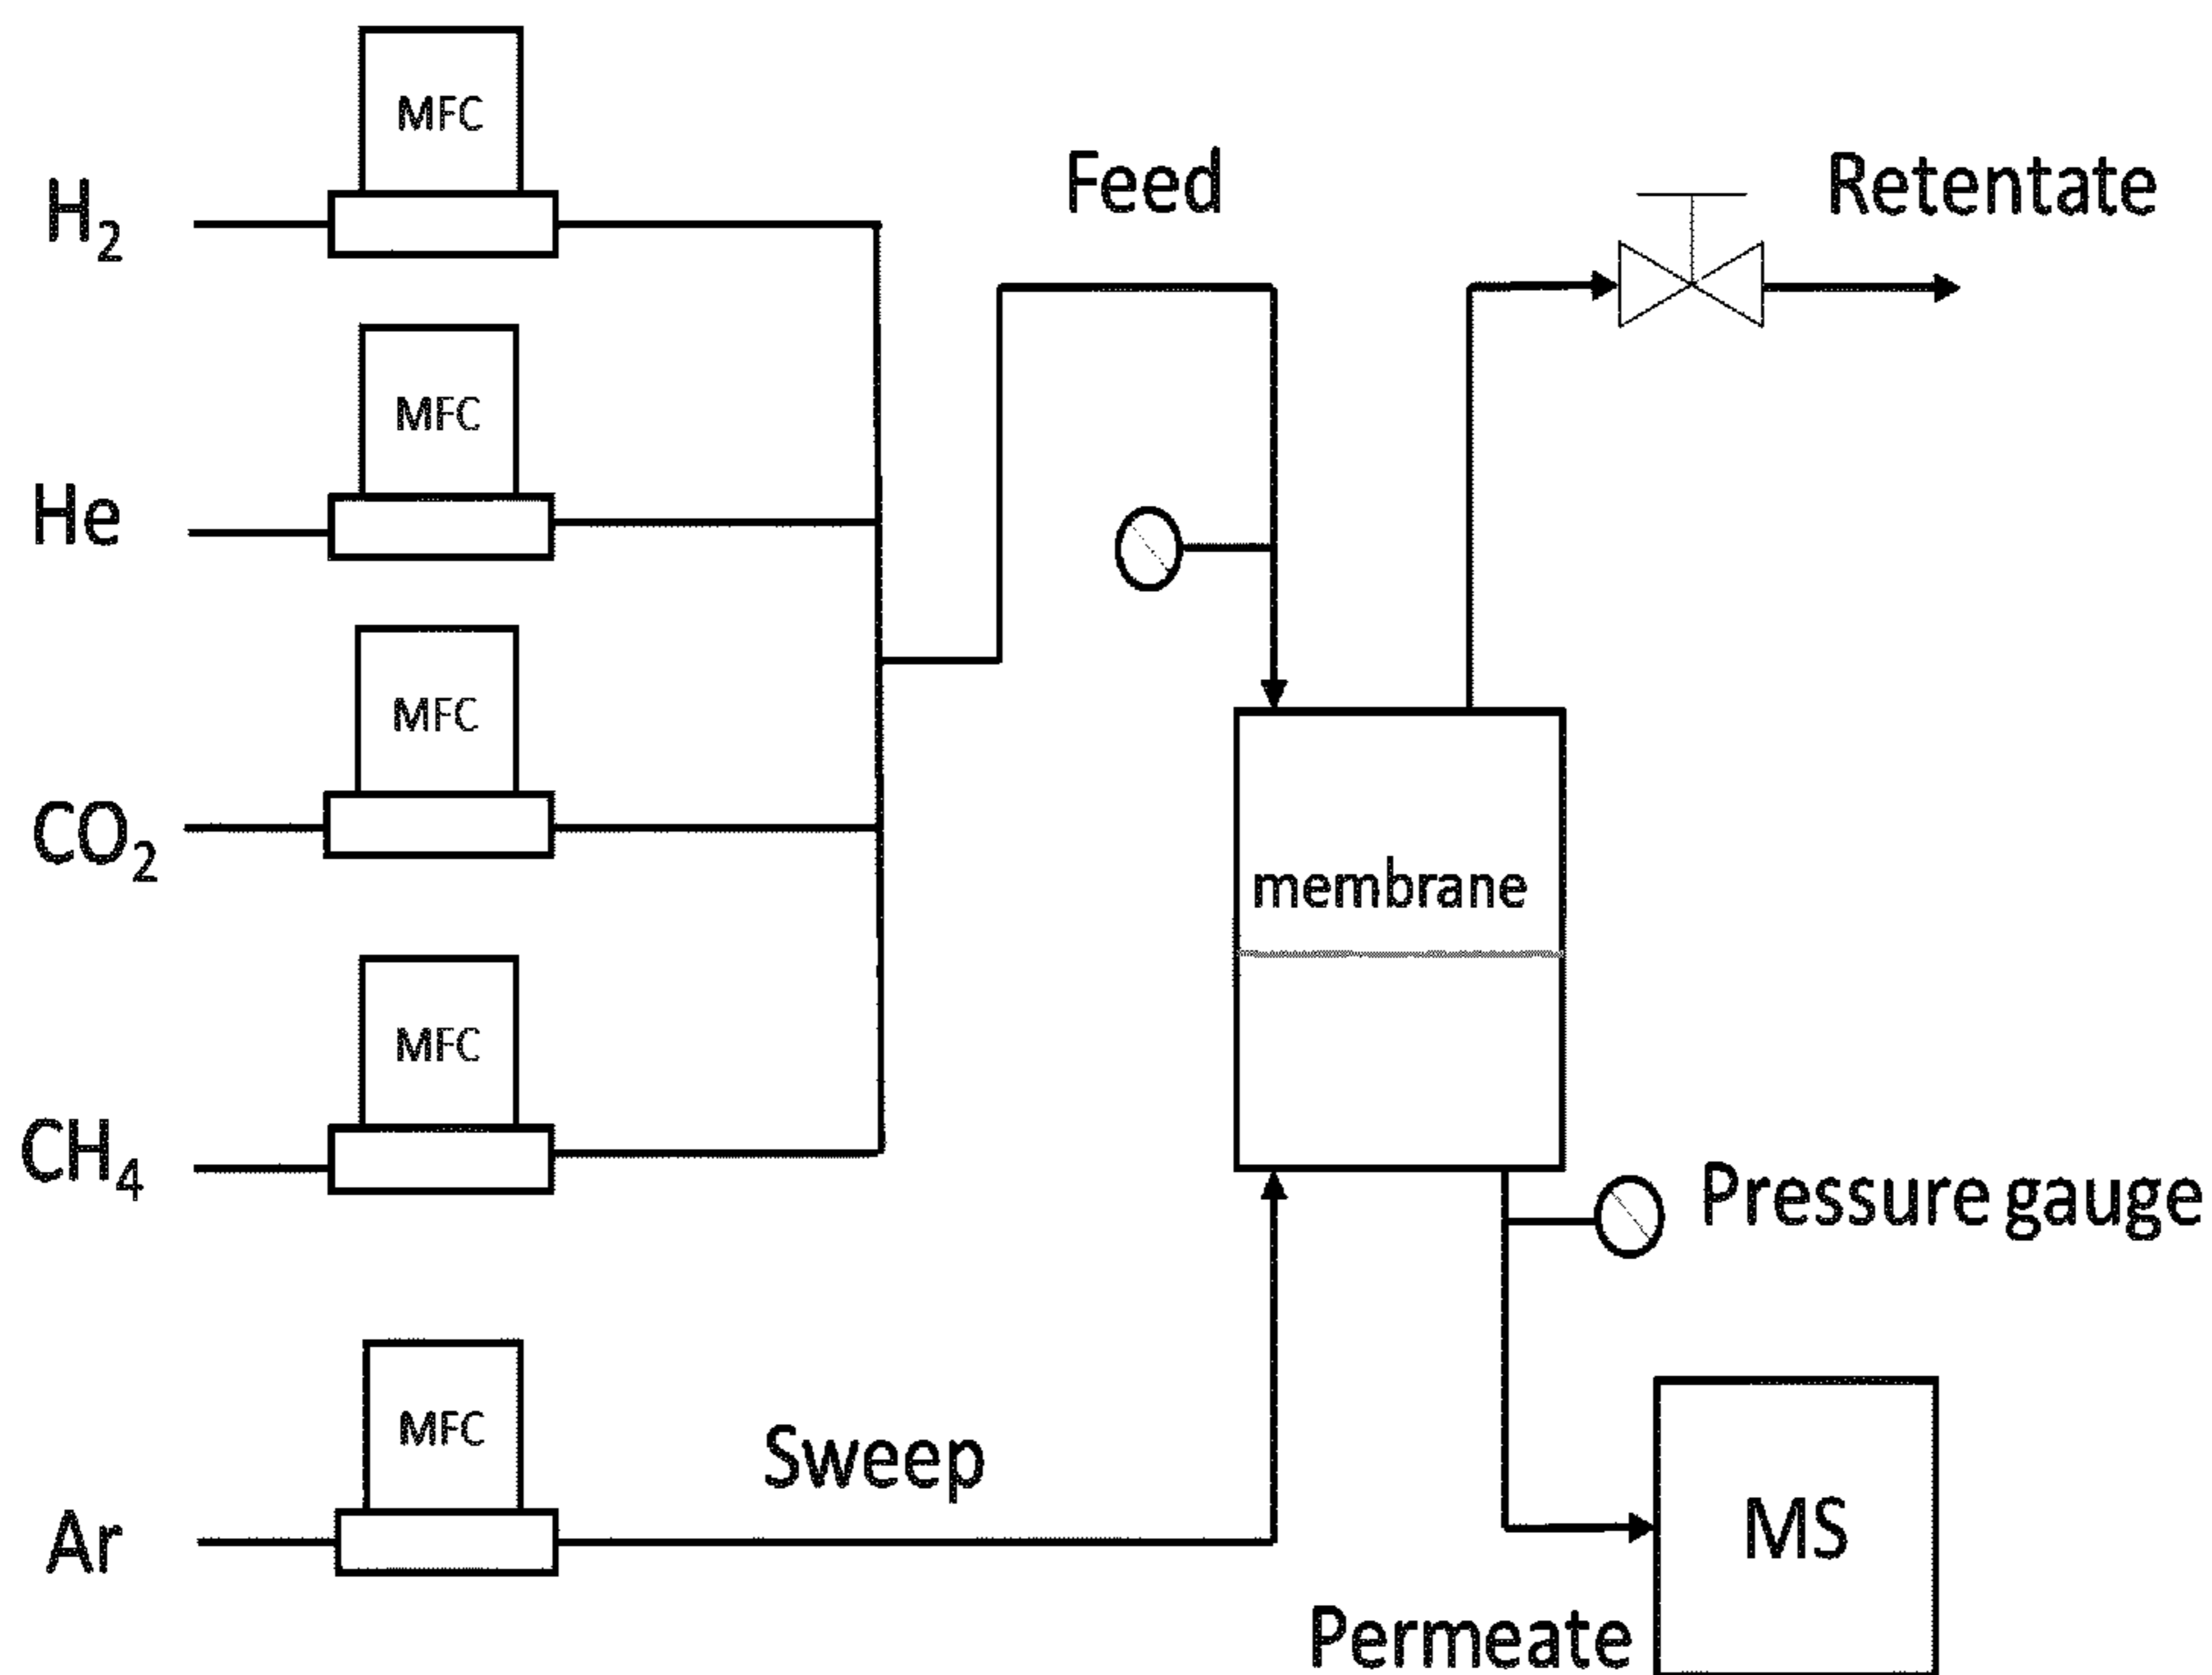 MFC
H₂
Feed
Retentate
MFC
He
MFC
CO₂
membrane
MFC
CH₄
Pressure gauge
MFC
Sweep
Ar
MS
Permeate